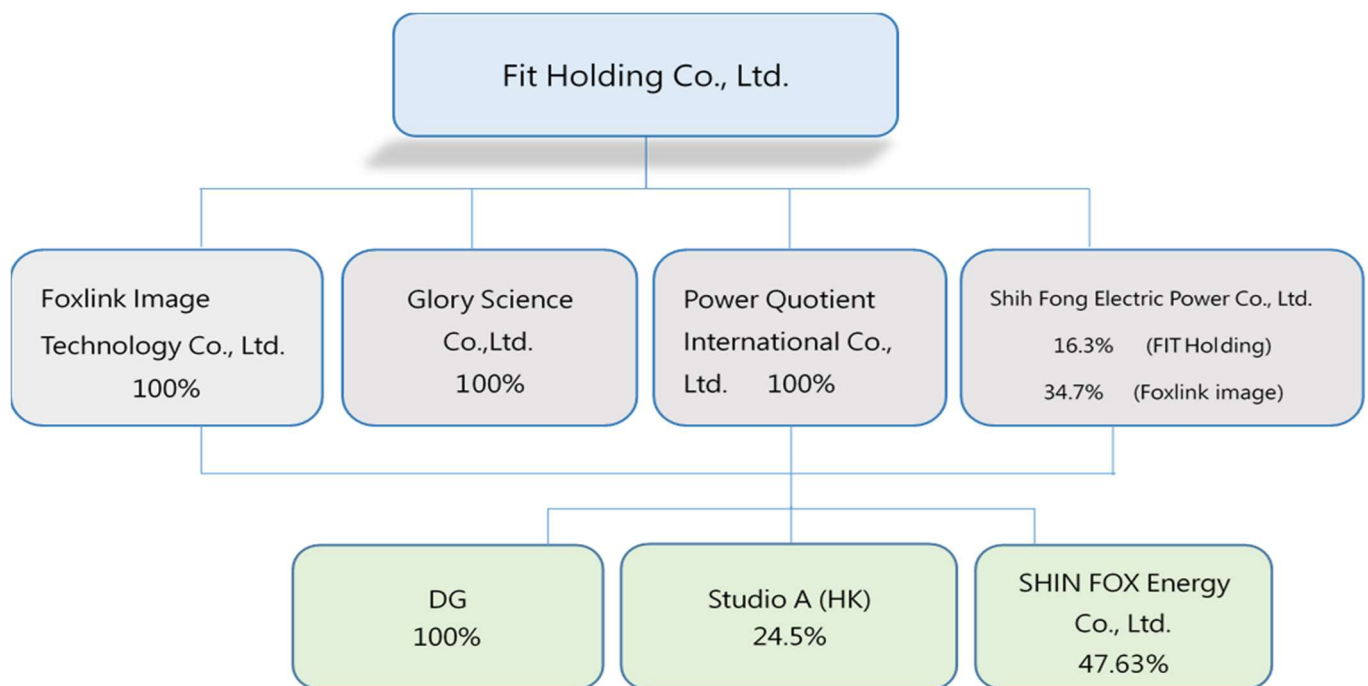 Fit Holding Co., Ltd.
Foxlink Image
Technology Co., Ltd.
100%
Glory Science
Co.,Ltd.
100%
Power Quotient
International Co.,
Ltd. 100%
Shih Fong Electric Power Co., Ltd.
16.3% (FIT Holding)
34.7% (Foxlink image)
DG
100%
Studio A (HK)
24.5%
SHIN FOX Energy
Co., Ltd.
47.63%